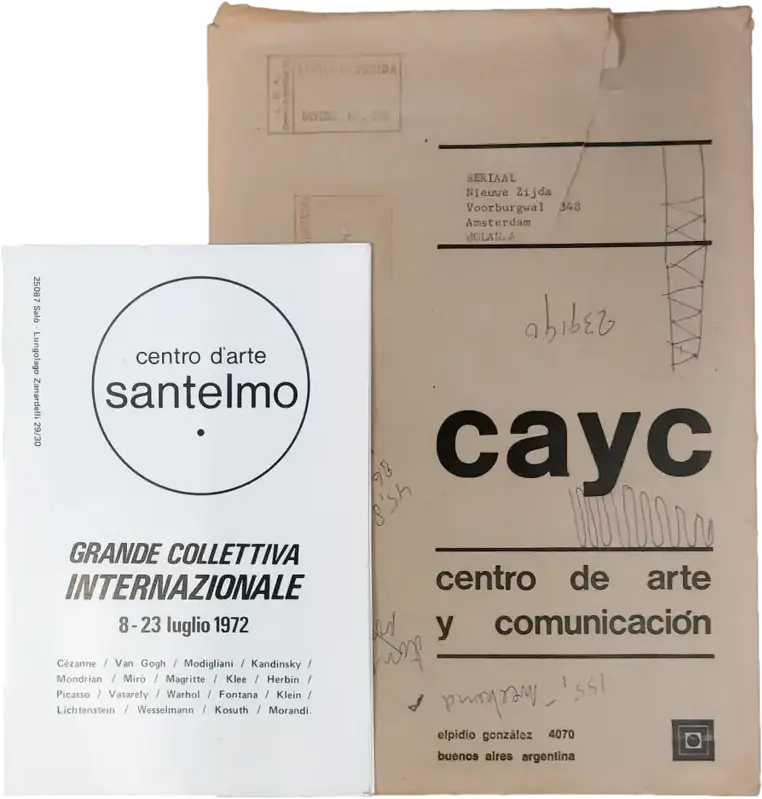 25087 Salò - Lungolago Zanardelli 29/30
centro d'arte
santelmo
GRANDE COLLETTIVA
INTERNAZIONALE
8 - 23 luglio 1972
Cézanne / Van Gogh / Modigliani / Kandinsky /
Mondrian / Mirò / Magritte / Klee / Herbin /
Picasso / Vasarely / Warhol / Fontana / Klein /
Lichtenstein / Wesselmann / Kosuth / Morandi.
SERIAAL
Nieuwe Zijda
Voorburgwal 348
Amsterdam
HOLANDA
239196
cayc
centro de arte
y comunicación
elpidio gonzález 4070
buenos aires argentina